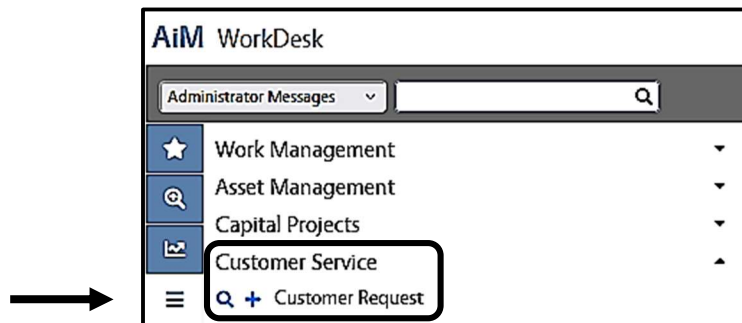 AiM WorkDesk
Administrator Messages
Work Management
Asset Management
Capital Projects
Customer Service
Customer Request